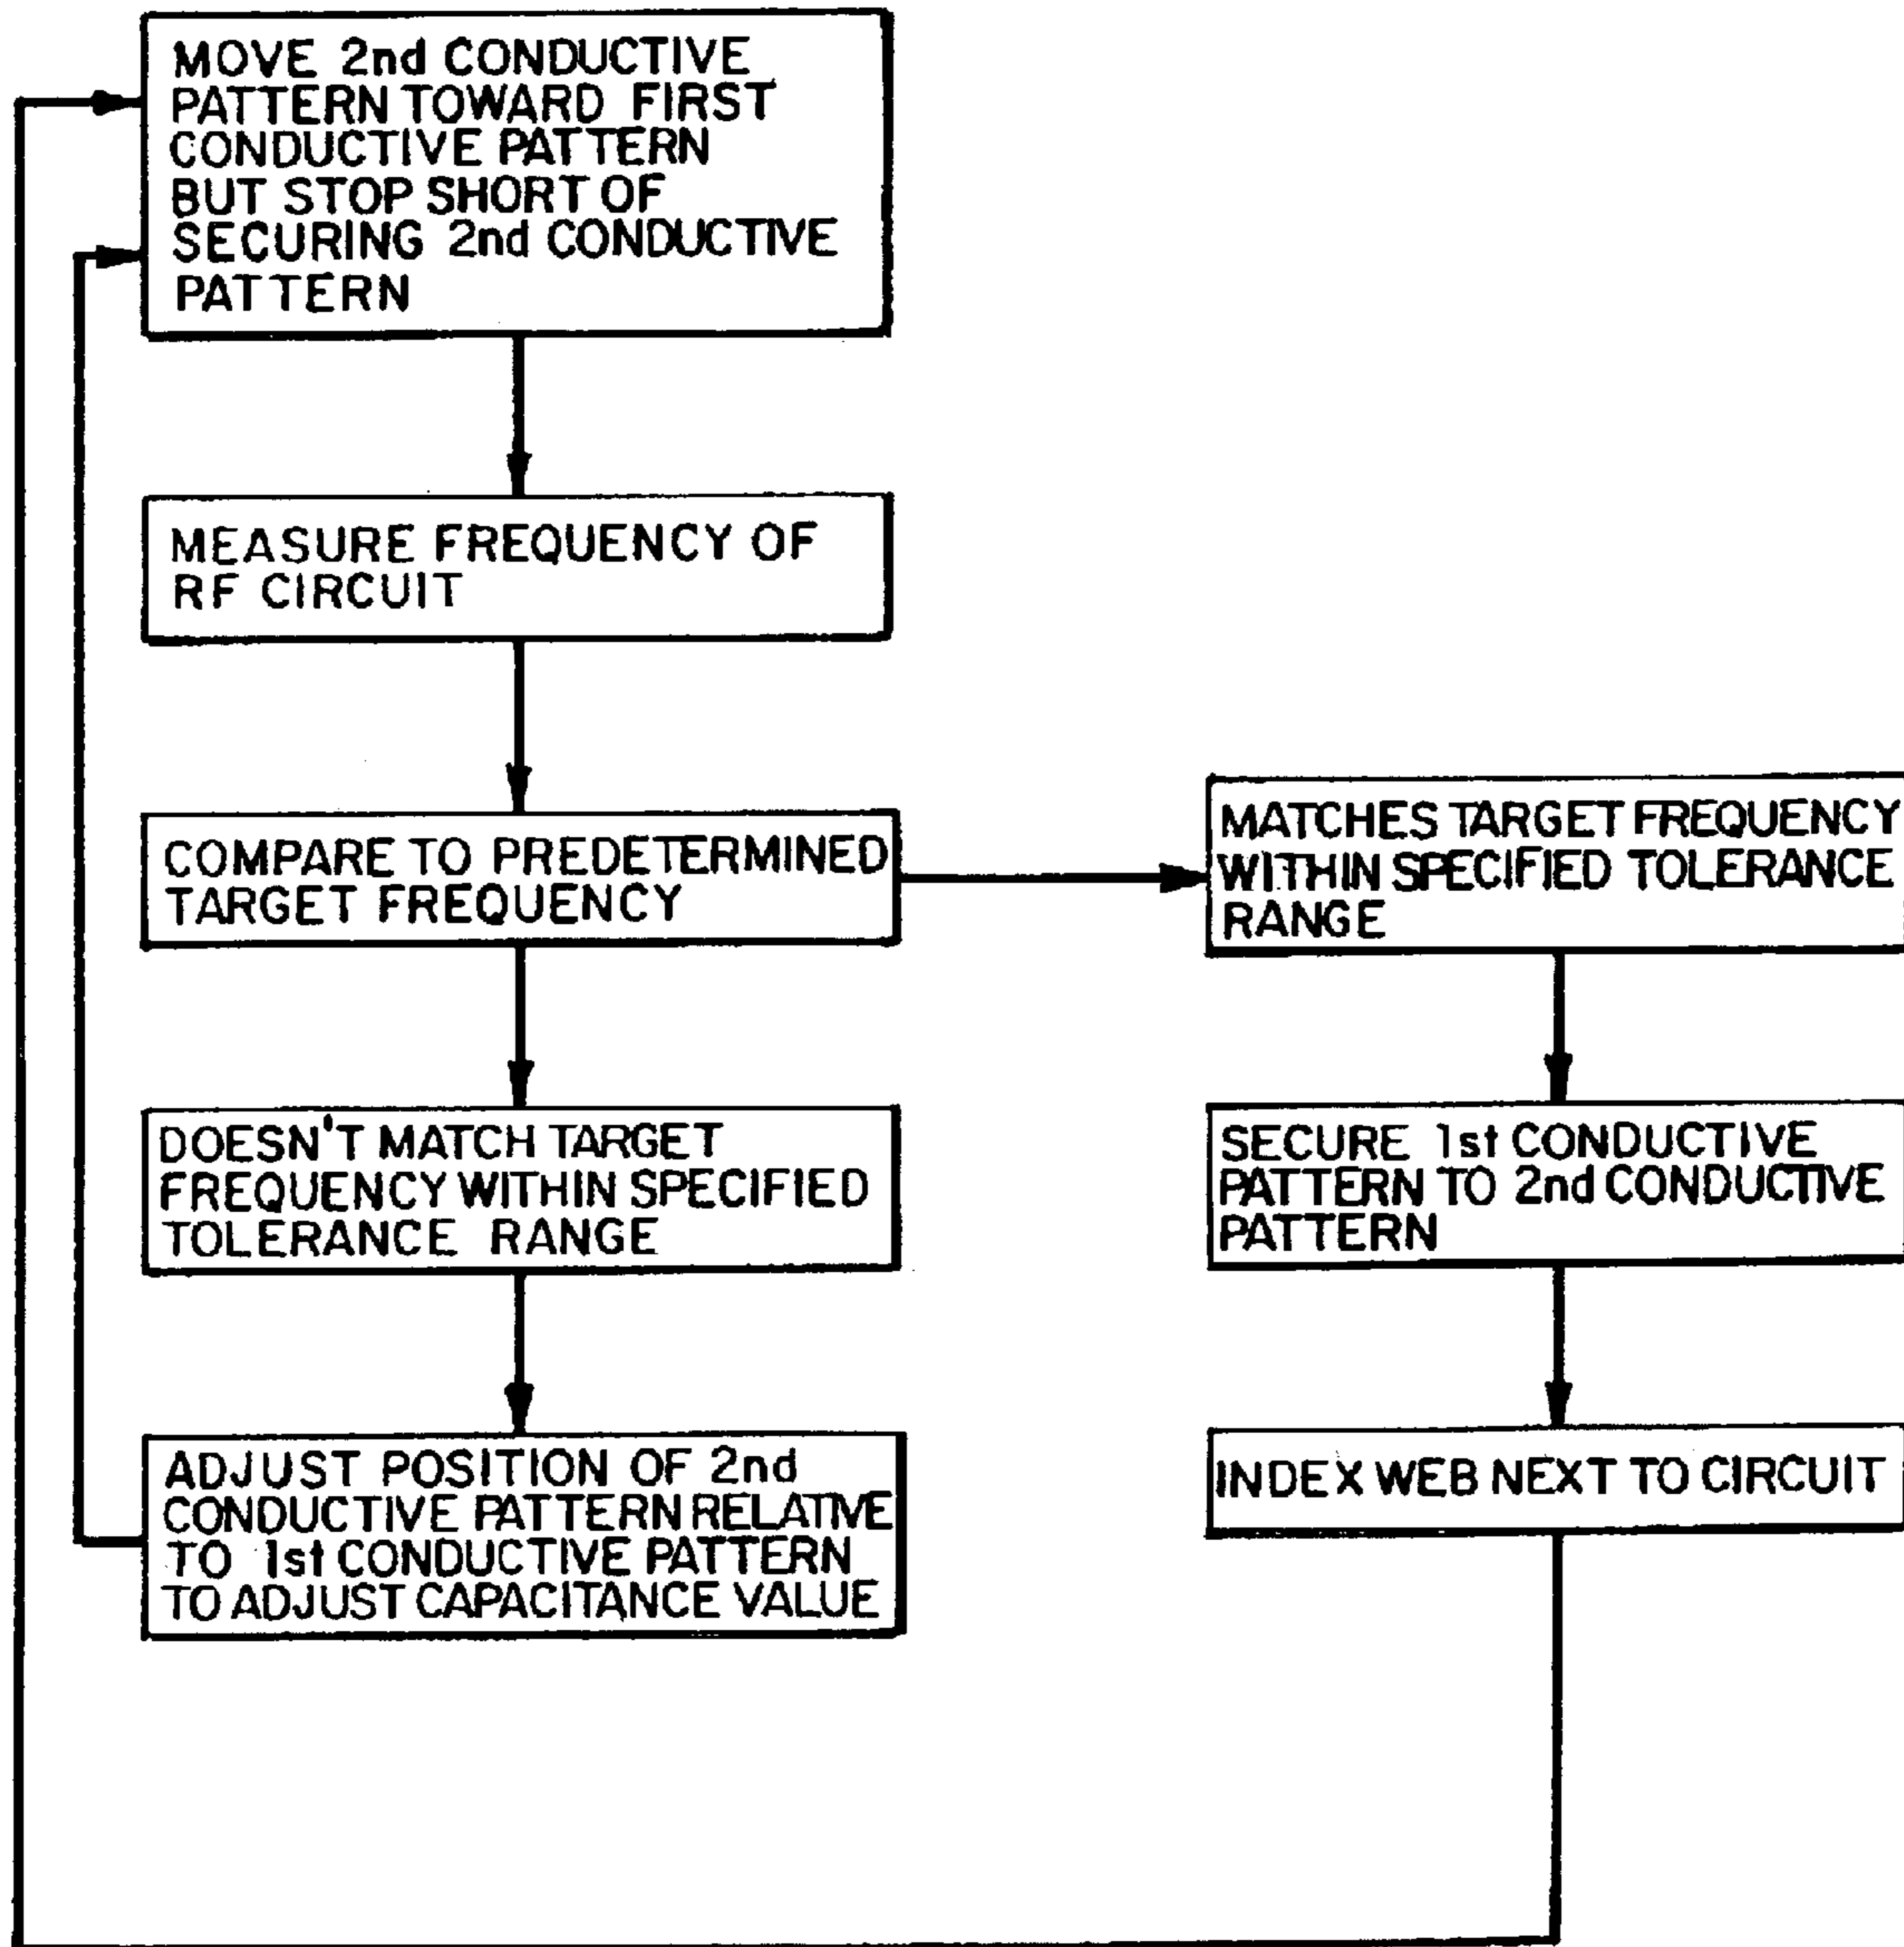 MOVE 2nd CONDUCTIVE
PATTERN TOWARD FIRST
CONDUCTIVE PATTERN
BUT STOP SHORT OF
SECURING 2nd CONDUCTIVE
PATTERN
MEASURE FREQUENCY OF
RF CIRCUIT
COMPARE TO PREDETERMINED
TARGET FREQUENCY
MATCHES TARGET FREQUENCY
WITHIN SPECIFIED TOLERANCE
RANGE
DOESN'T MATCH TARGET
FREQUENCY WITHIN SPECIFIED
TOLERANCE RANGE
SECURE 1st CONDUCTIVE
PATTERN TO 2nd CONDUCTIVE
PATTERN
ADJUST POSITION OF 2nd
CONDUCTIVE PATTERN RELATIVE
TO 1st CONDUCTIVE PATTERN
TO ADJUST CAPACITANCE VALUE
INDEX WEB NEXT TO CIRCUIT